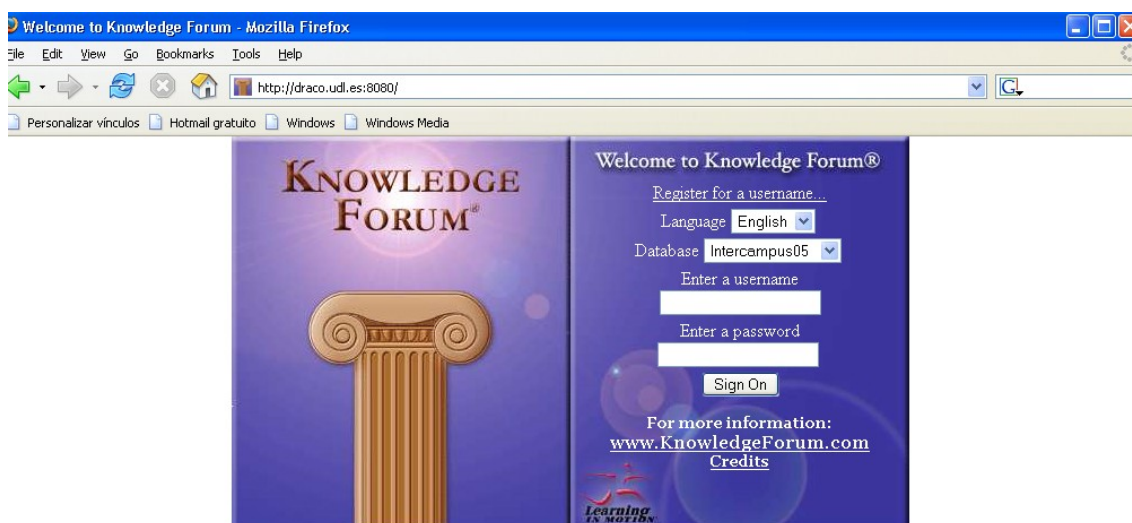 Welcome to Knowledge Forum - Mozilla Firefox
File Edit View Go Bookmarks Tools Help
http://draco.udl.es:8080/
G
Personalizar vínculos Hotmail gratuito Windows Windows Media
KNOWLEDGE
FORUM®
Welcome to Knowledge Forum®
Register for a username...
Language English
Database Intercampus05
Enter a username
Enter a password
Sign On
For more information:
www.KnowledgeForum.com
Credits
Learning
IN MOTION